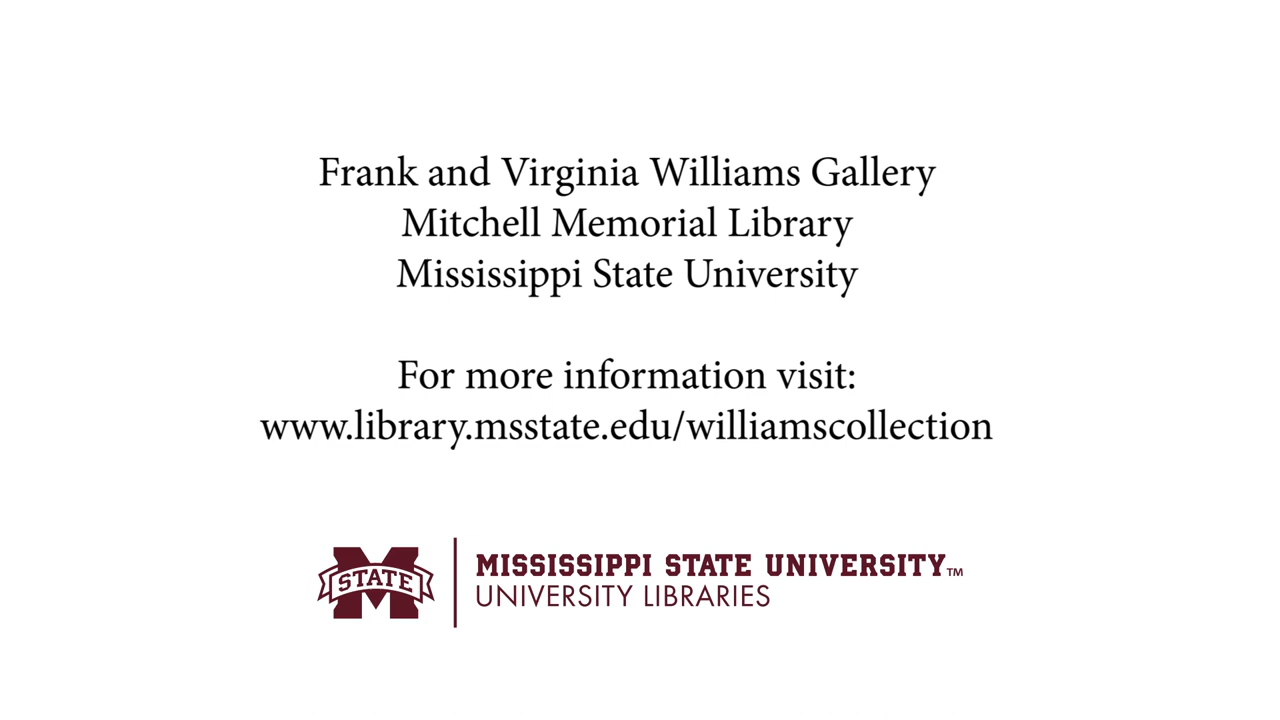 Frank and Virginia Williams Gallery
Mitchell Memorial Library
Mississippi State University
For more information visit:
www.library.msstate.edu/williamscollection
STATE
MISSISSIPPI STATE UNIVERSITY™
UNIVERSITY LIBRARIES